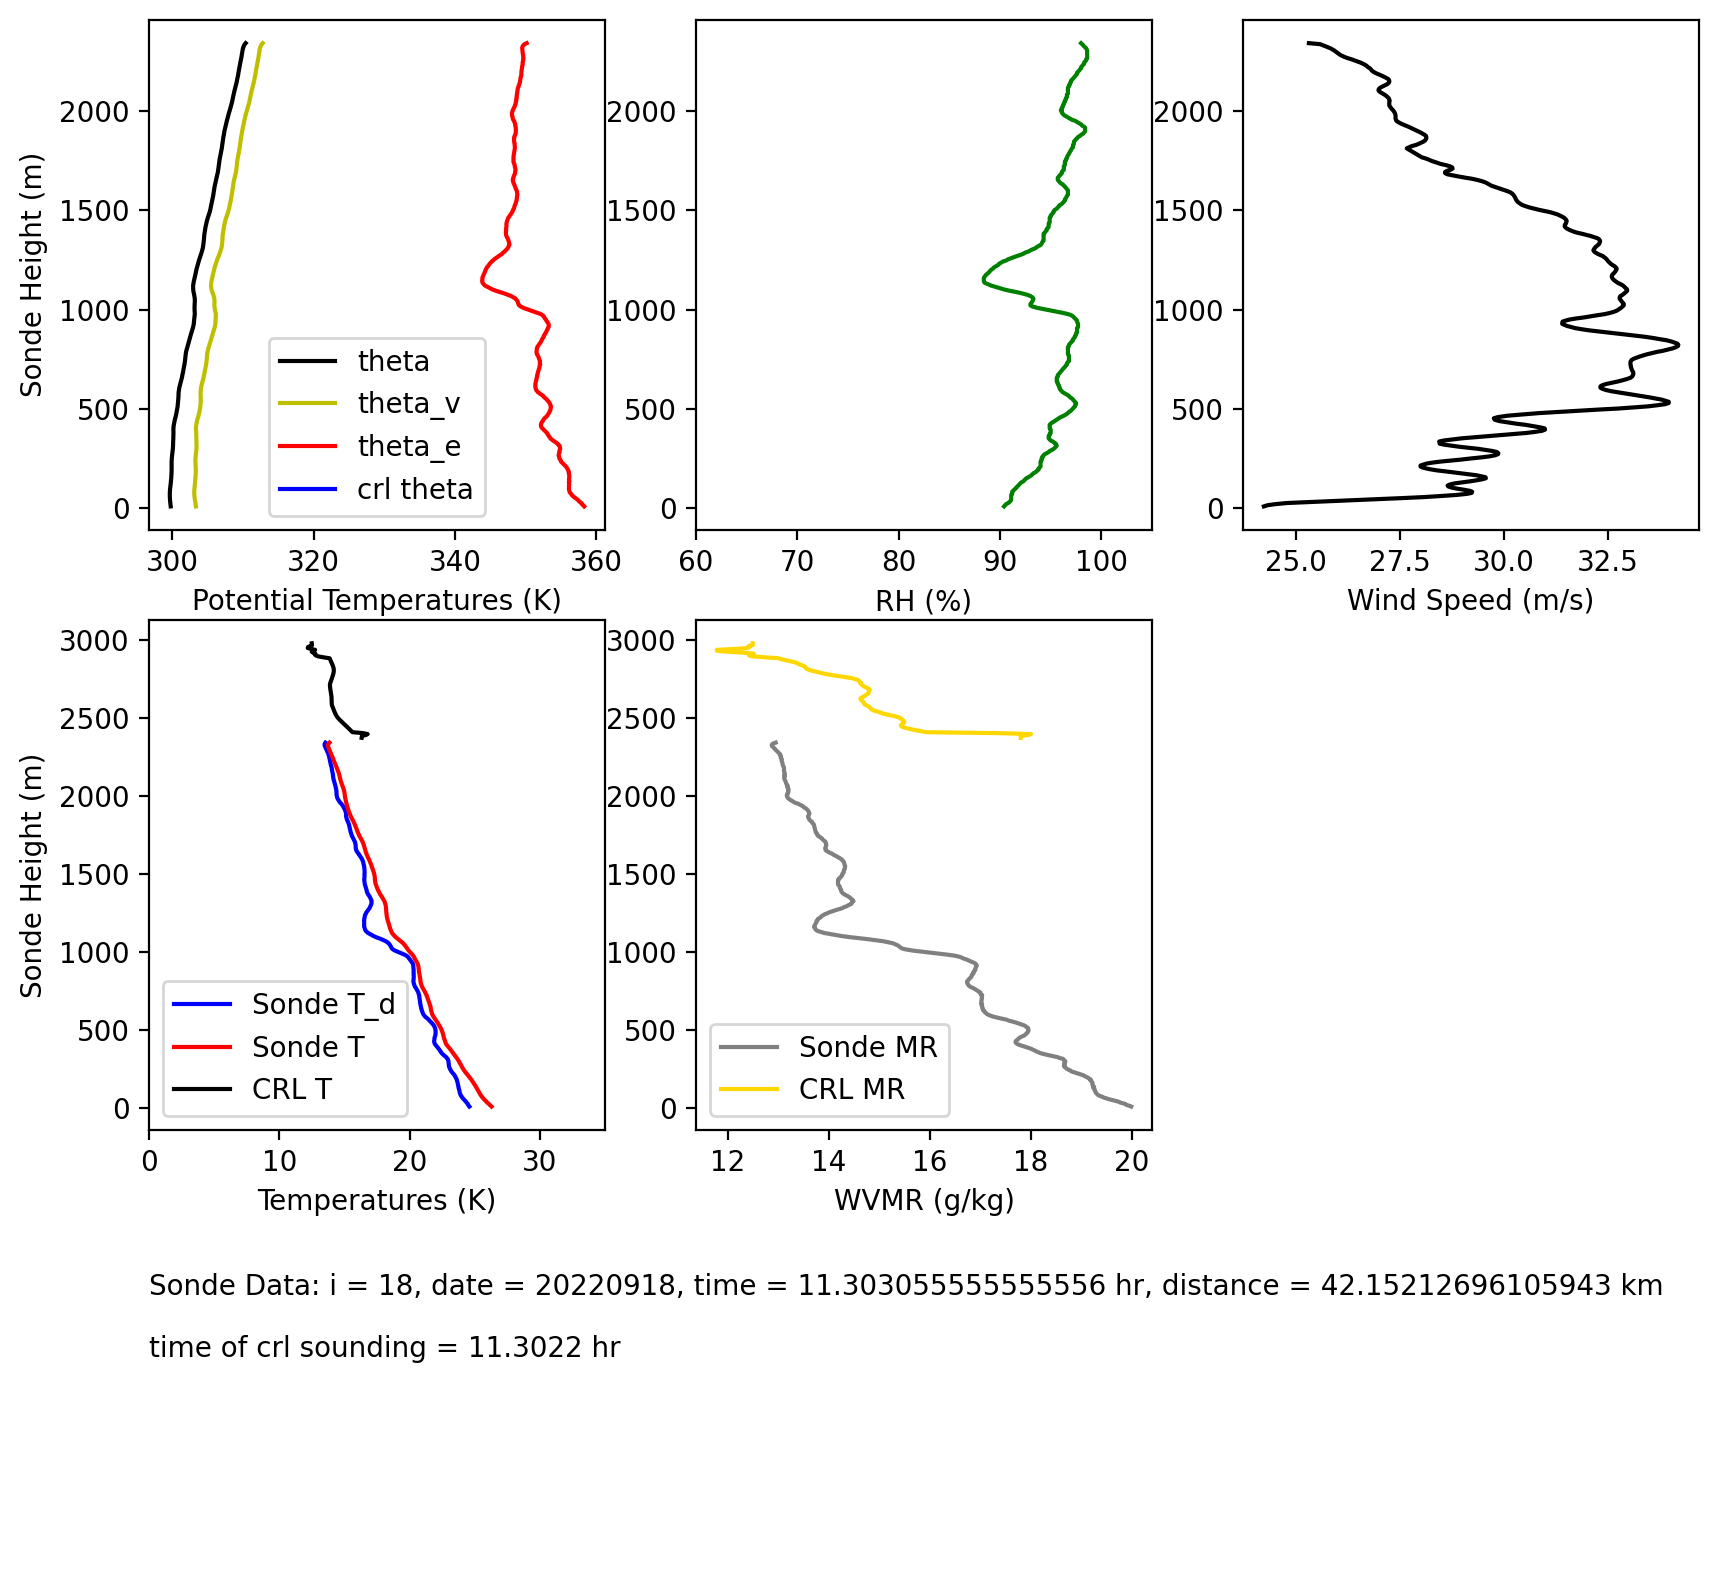 2000
1500
1000
500
0
Sonde Height (m)
theta
theta_v
theta_e
crl theta
300 320 340 360
Potential Temperatures (K)
2000
1500
1000
500
0
60 70 80 90 100
RH (%)
2000
1500
1000
500
0
25.0 27.5 30.0 32.5
Wind Speed (m/s)
3000
2500
2000
1500
1000
500
0
Sonde Height (m)
Sonde T_d
Sonde T
CRL T
0 10 20 30
Temperatures (K)
3000
2500
2000
1500
1000
500
0
Sonde MR
CRL MR
12 14 16 18 20
WVMR (g/kg)
Sonde Data: i = 18, date = 20220918, time = 11.303055555555556 hr, distance = 42.15212696105943 km
time of crl sounding = 11.3022 hr